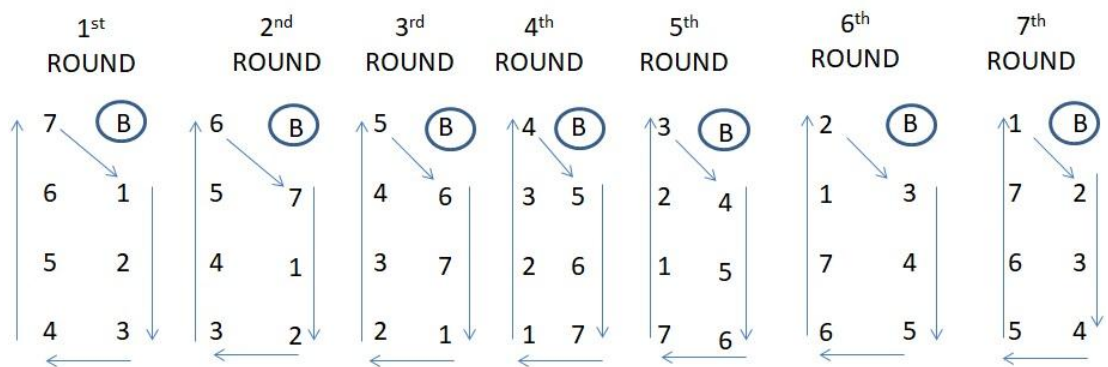 1st 2nd 3rd 4th 5th 6th 7th
ROUND ROUND ROUND ROUND ROUND ROUND ROUND
7 B 6 B 5 B 4 B 3 B 2 B 1 B
6 1 5 7 4 6 3 5 2 4 1 3 7 2
5 2 4 1 3 7 2 6 1 5 7 4 6 3
4 3 3 2 2 1 1 7 7 6 6 5 5 4